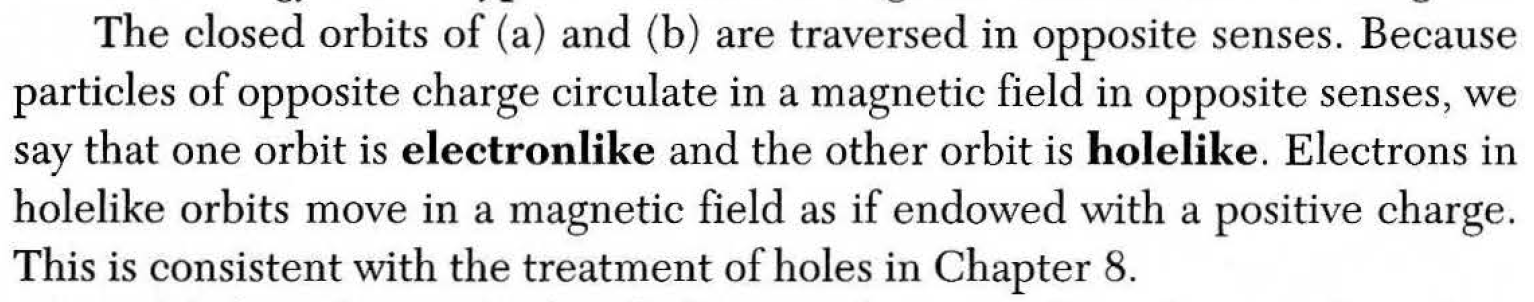 The closed orbits of (a) and (b) are traversed in opposite senses. Because
particles of opposite charge circulate in a magnetic field in opposite senses, we
say that one orbit is electronlike and the other orbit is holelike. Electrons in
holelike orbits move in a magnetic field as if endowed with a positive charge.
This is consistent with the treatment of holes in Chapter 8.